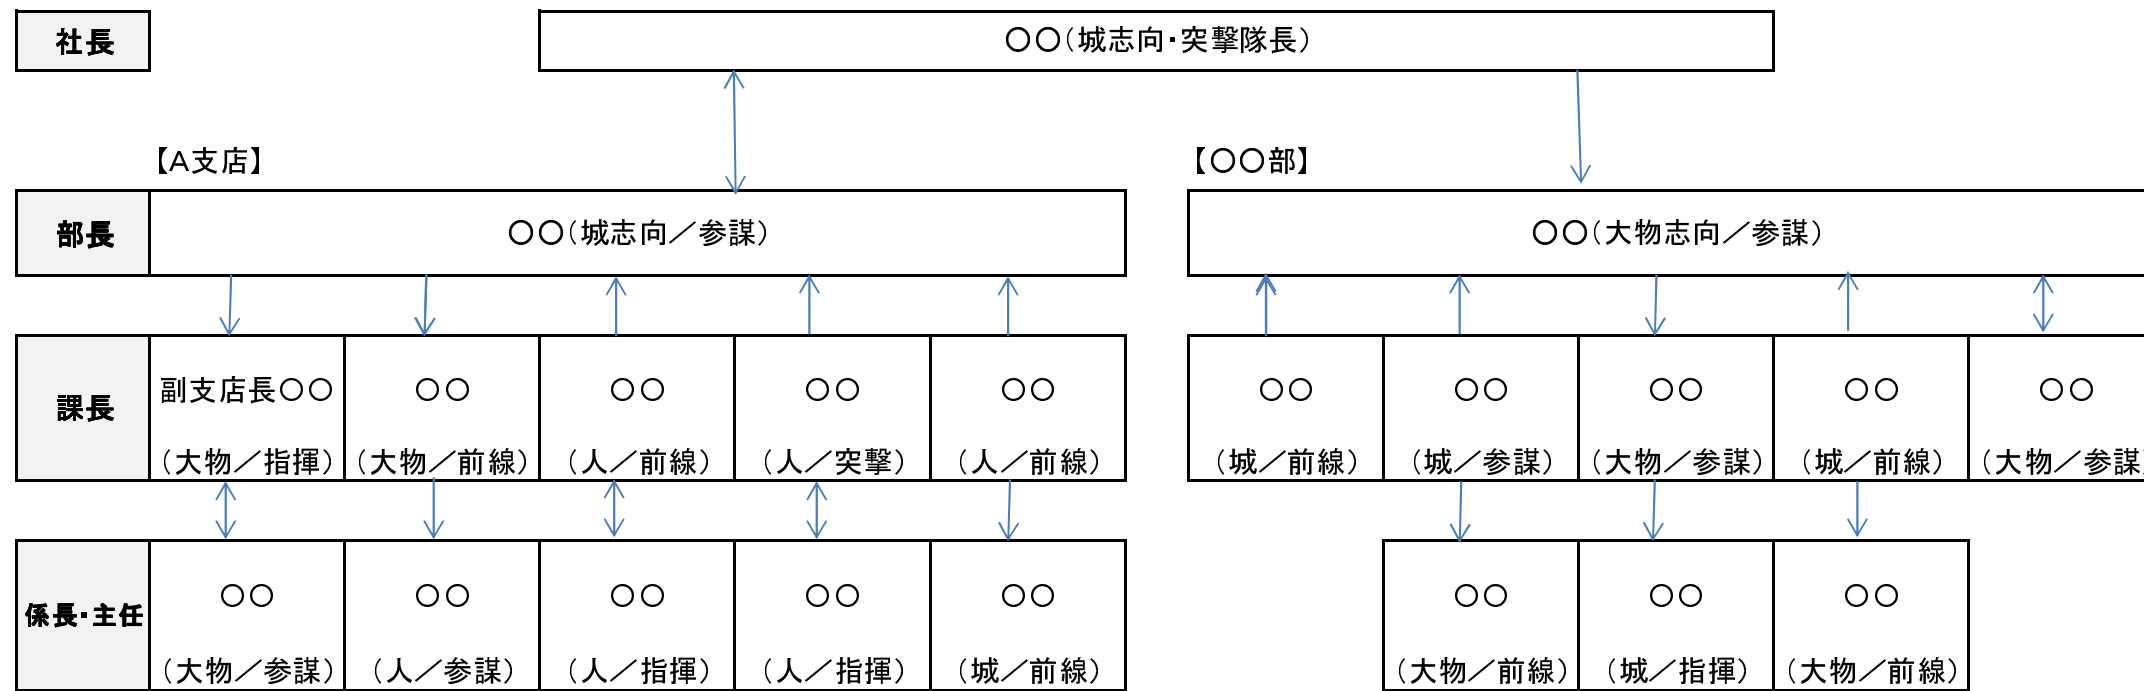 社長
〇〇（城志向・突撃隊長）
【A支店】
【〇〇部】
部長
〇〇（城志向／参謀）
〇〇（大物志向／参謀）
課長
副支店長〇〇
（大物／指揮）
〇〇
（大物／前線）
〇〇
（人／前線）
〇〇
（人／突撃）
〇〇
（人／前線）
〇〇
（城／前線）
〇〇
（城／参謀）
〇〇
（大物／参謀）
〇〇
（城／前線）
〇〇
（大物／参謀）
係長・主任
〇〇
（大物／参謀）
〇〇
（人／参謀）
〇〇
（人／指揮）
〇〇
（人／指揮）
〇〇
（城／前線）
〇〇
（大物／前線）
〇〇
（城／指揮）
〇〇
（大物／前線）